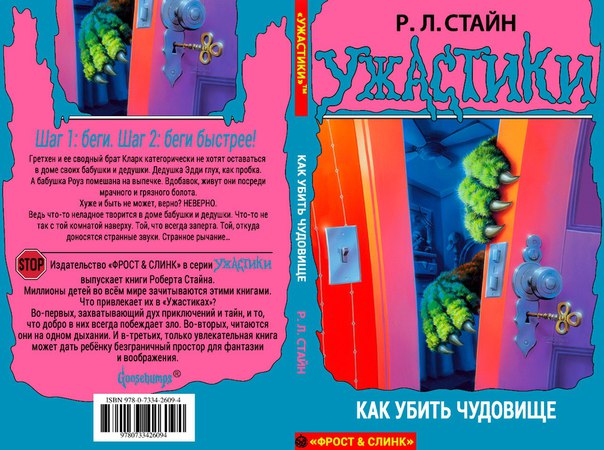 Шаг 1: беги. Шаг 2: беги быстрее!
Гретхен и ее сводный брат Кларк категорически не хотят оставаться
в доме своих бабушки и дедушки. Дедушка Эдди глух, как пробка.
А бабушка Роуз помешана на выпечке. Вдобавок, живут они посреди
мрачного и грязного болота.
Хуже и быть не может, верно? НЕВЕРНО.
Ведь что-то неладное творится в доме бабушки и дедушки. Что-то не
так с той комнатой наверху. Той, что всегда заперта. Той, откуда
доносятся странные звуки. Странное рычание...
STOP Издательство «ФРОСТ & СЛИНК» в серии УЖАСТИКИ
выпускает книги Роберта Стайна.
Миллионы детей во всём мире зачитываются этими книгами.
Что привлекает их в «Ужастиках»?
Во-первых, захватывающий дух приключений и тайн, и то,
что добро в них всегда побеждает зло. Во-вторых, читаются
они на одном дыхании. И в-третьих, только увлекательная книга
может дать ребёнку безграничный простор для фантазии
и воображения.
Goosebumps®
ISBN 978-0-7334-2609-4
9780733426094
«УЖАСТИКИ»™
КАК УБИТЬ ЧУДОВИЩЕ
Р. Л. СТАЙН
Р. Л. СТАЙН
УЖАСТИКИ
КАК УБИТЬ ЧУДОВИЩЕ
«ФРОСТ & СЛИНК»